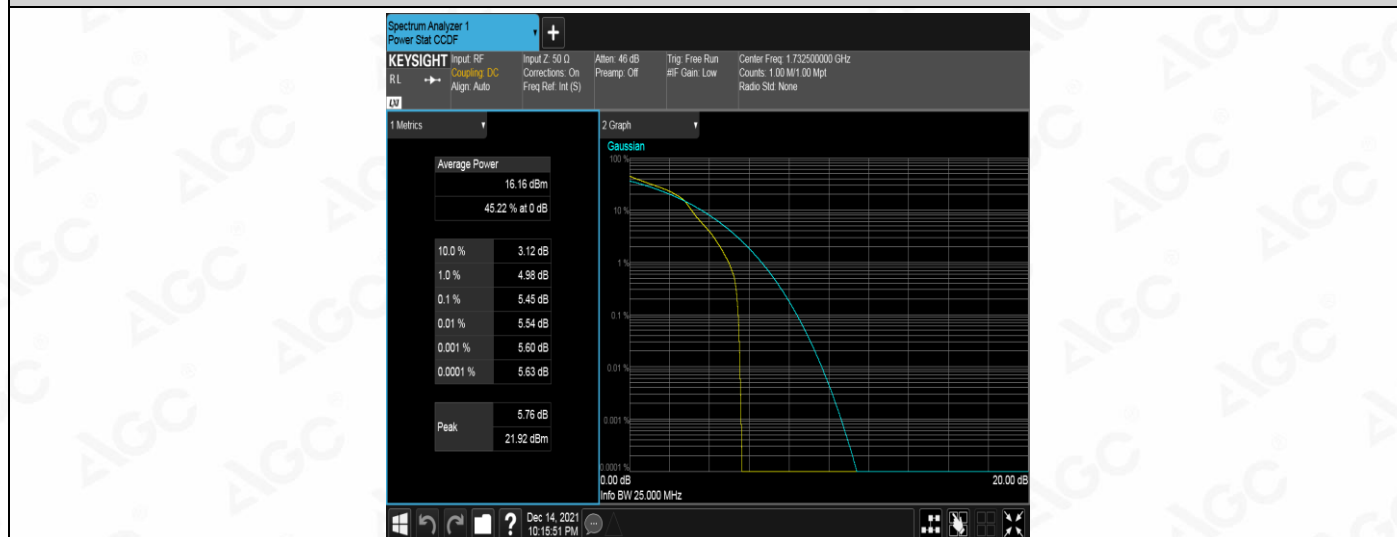 Spectrum Analyzer 1
Power Stat CCDF
+
KEYSIGHT
RL
LXI
Input: RF
Coupling: DC
Align: Auto
Input Z: 50 Ω
Corrections: On
Freq Ref: Int (S)
Atten: 46 dB
Preamp: Off
Trig: Free Run
#IF Gain: Low
Center Freq: 1.732500000 GHz
Counts: 1.00 M/1.00 Mpt
Radio Std: None
1 Metrics
Average Power
16.16 dBm
45.22 % at 0 dB
10.0 % 3.12 dB
1.0 % 4.98 dB
0.1 % 5.45 dB
0.01 % 5.54 dB
0.001 % 5.60 dB
0.0001 % 5.63 dB
Peak
5.76 dB
21.92 dBm
2 Graph
Gaussian
100 %
10 %
1 %
0.1 %
0.01 %
0.001 %
0.0001 %
0.00 dB 20.00 dB
Info BW 25.000 MHz
?
Dec 14, 2021
10:15:51 PM
AGC